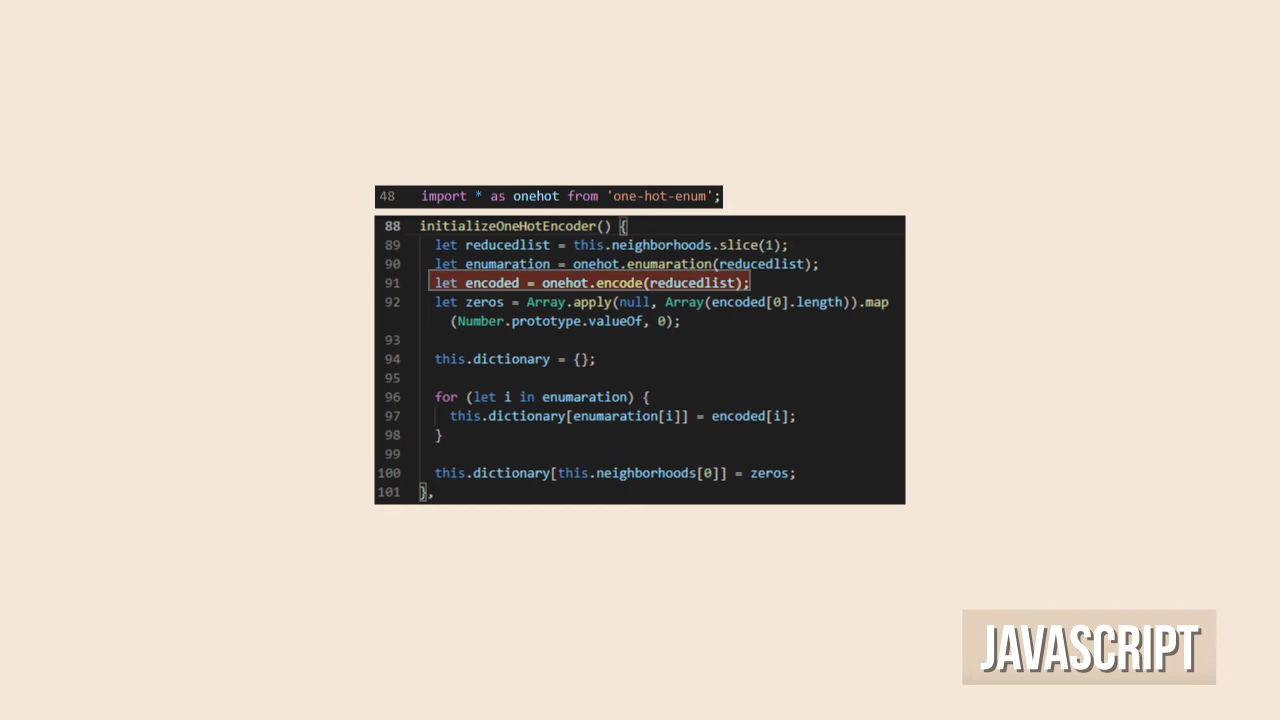 48 import * as onehot from 'one-hot-enum';
88 initializeOneHotEncoder() {
89 let reducedlist = this.neighborhoods.slice(1);
90 let enumaration = onehot.enumaration(reducedlist);
91 let encoded = onehot.encode(reducedlist);
92 let zeros = Array.apply(null, Array(encoded[0].length)).map
(Number.prototype.valueOf, 0);
93
94 this.dictionary = {};
95
96 for (let i in enumaration) {
97 this.dictionary[enumaration[i]] = encoded[i];
98 }
99
100 this.dictionary[this.neighborhoods[0]] = zeros;
101 },
JAVASCRIPT